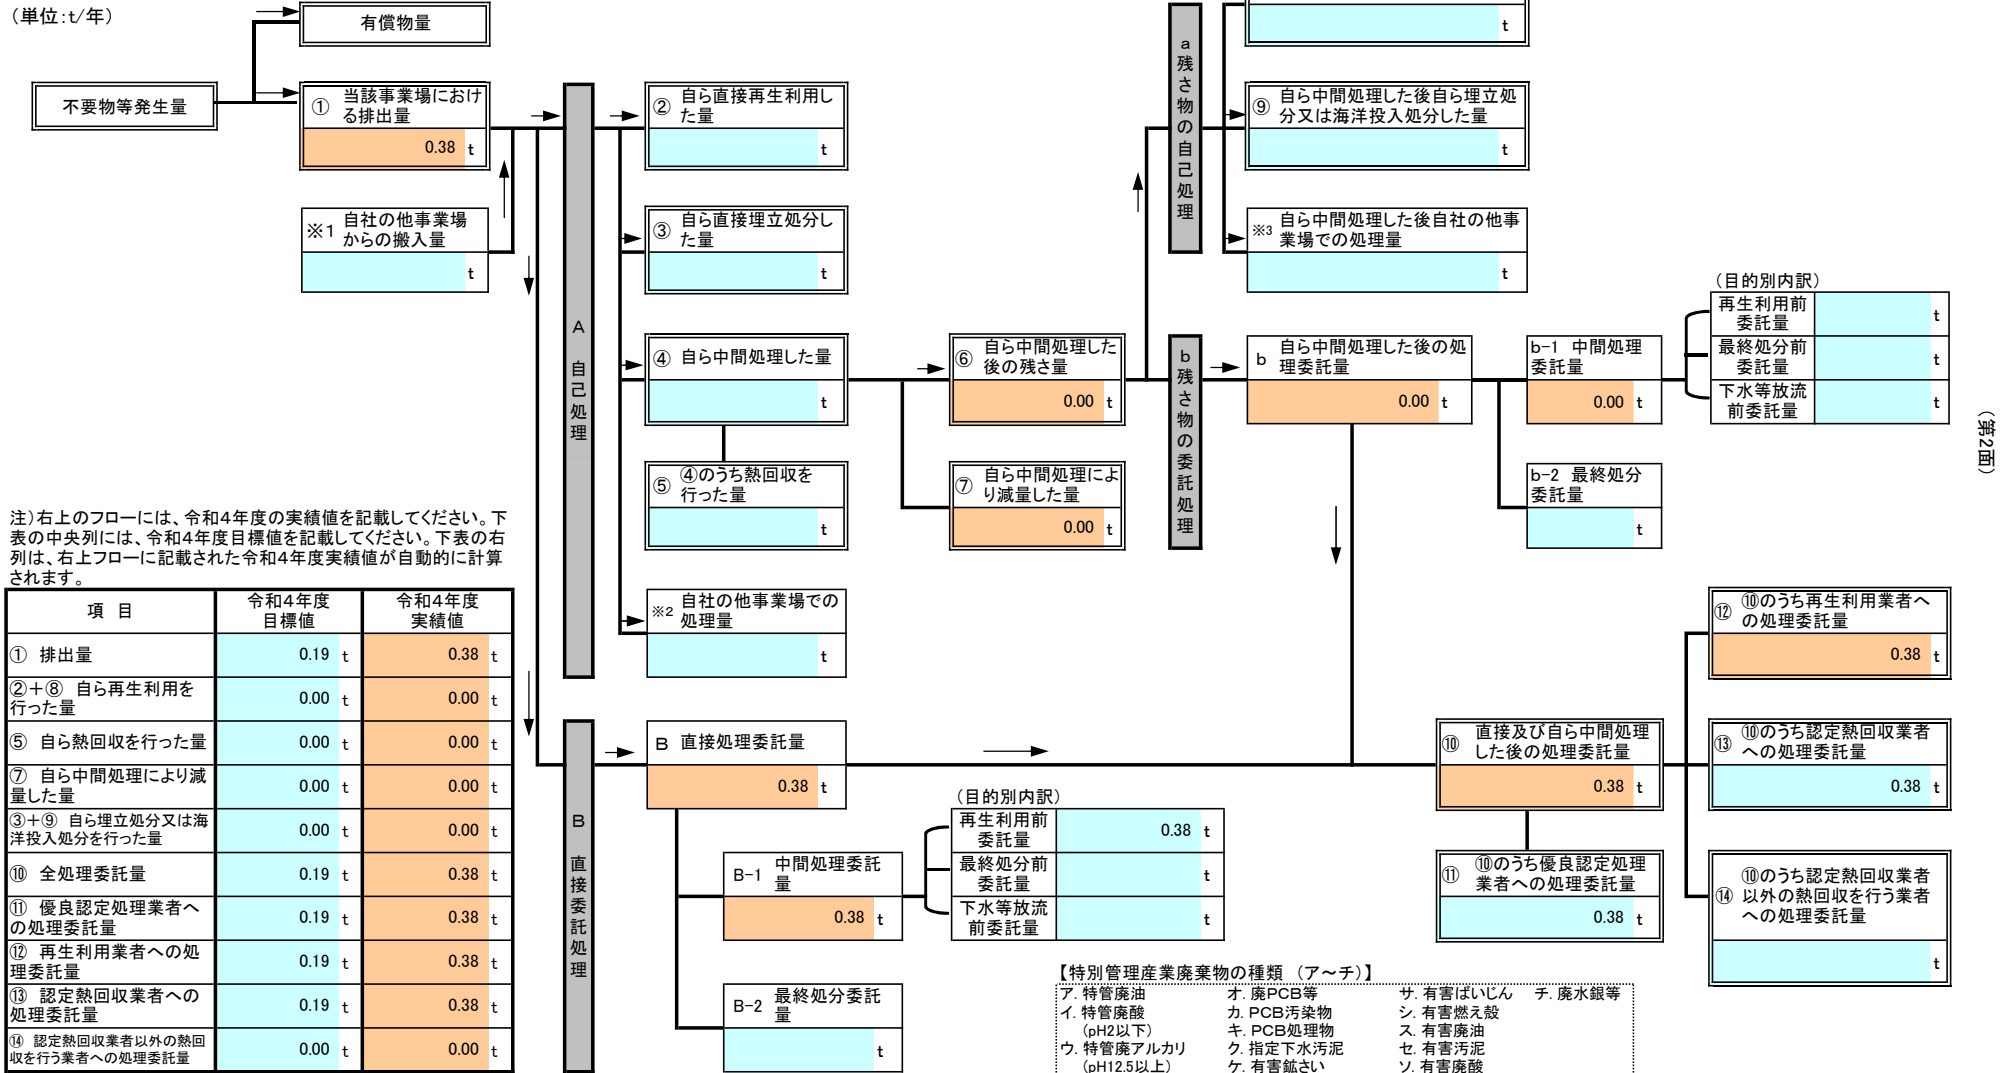 （単位：t/年）
有償物量
不要物等発生量
① 当該事業場におけ
る排出量
0.38 t
※1 自社の他事業場
からの搬入量
t
A 自己処理
② 自ら直接再生利用し
た量
t
③ 自ら直接埋立処分し
た量
t
④ 自ら中間処理した量
t
⑤ ④のうち熱回収を
行った量
t
※2 自社の他事業場での
処理量
t
⑥ 自ら中間処理した
後の残さ量
0.00 t
⑦ 自ら中間処理によ
り減量した量
0.00 t
a 残さ物の自己処理
t
⑨ 自ら中間処理した後自ら埋立処
分又は海洋投入処分した量
t
※3 自ら中間処理した後自社の他事
業場での処理量
t
b 残さ物の委託処理
b 自ら中間処理した後の処
理委託量
0.00 t
b-1 中間処理
委託量
0.00 t
b-2 最終処分
委託量
t
（目的別内訳）
再生利用前
委託量
t
最終処分前
委託量
t
下水等放流
前委託量
t
（第2面）
注）右上のフローには、令和4年度の実績値を記載してください。下
表の中央列には、令和4年度目標値を記載してください。下表の右
列は、右上フローに記載された令和4年度実績値が自動的に計算
されます。
項 目 令和4年度 目標値 令和4年度 実績値
① 排出量 0.19 t 0.38 t
②＋⑧ 自ら再生利用を
行った量 0.00 t 0.00 t
⑤ 自ら熱回収を行った量 0.00 t 0.00 t
⑦ 自ら中間処理により減
量した量 0.00 t 0.00 t
③＋⑨ 自ら埋立処分又は海
洋投入処分を行った量 0.00 t 0.00 t
⑩ 全処理委託量 0.19 t 0.38 t
⑪ 優良認定処理業者へ
の処理委託量 0.19 t 0.38 t
⑫ 再生利用業者への処
理委託量 0.19 t 0.38 t
⑬ 認定熱回収業者への
処理委託量 0.19 t 0.38 t
⑭ 認定熱回収業者以外の熱回
収を行う業者への処理委託量 0.00 t 0.00 t
B 直接委託処理
B 直接処理委託量
0.38 t
B-1 中間処理委託
量
0.38 t
B-2 最終処分委託
量
t
（目的別内訳）
再生利用前
委託量
0.38 t
最終処分前
委託量
t
下水等放流
前委託量
t
⑩ 直接及び自ら中間処理
した後の処理委託量
0.38 t
⑪ ⑩のうち優良認定処理
業者への処理委託量
0.38 t
⑫ ⑩のうち再生利用業者へ
の処理委託量
0.38 t
⑬ ⑩のうち認定熱回収業者
への処理委託量
0.38 t
⑭ ⑩のうち認定熱回収業者
以外の熱回収を行う業者
への処理委託量
t
【特別管理産業廃棄物の種類 （ア～チ）】
ア. 特管廃油 オ. 廃PCB等 サ. 有害ばいじん チ. 廃水銀等
イ. 特管廃酸 カ. PCB汚染物 シ. 有害燃え殻
（pH2以下） キ. PCB処理物 ス. 有害廃油
ウ. 特管廃アルカリ ク. 指定下水汚泥 セ. 有害汚泥
（pH12.5以上） ケ. 有害鉱さい ソ. 有害廃酸